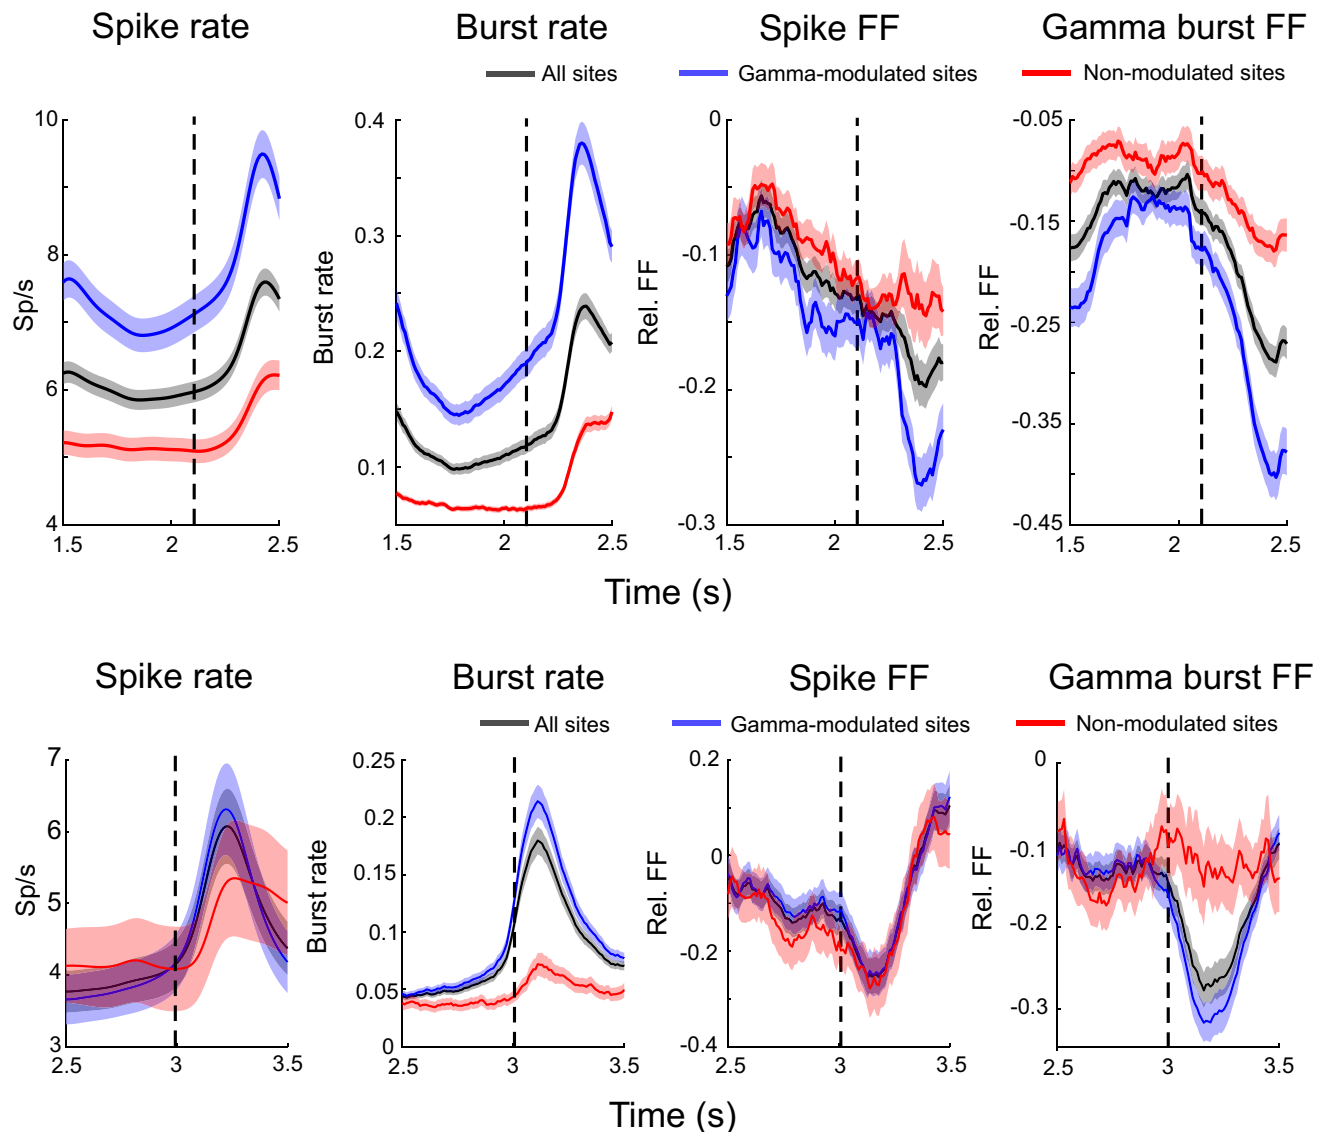 Spike rate
Burst rate
Spike FF
Gamma burst FF
All sites
Gamma-modulated sites
Non-modulated sites
10
8
6
4
Sp/s
1.5
2
2.5
0.4
0.3
0.2
0.1
Burst rate
1.5
2
2.5
0
-0.1
-0.2
-0.3
Rel. FF
1.5
2
2.5
-0.05
-0.15
-0.25
-0.35
-0.45
Rel. FF
1.5
2
2.5
Time (s)
Spike rate
Burst rate
Spike FF
Gamma burst FF
All sites
Gamma-modulated sites
Non-modulated sites
7
6
5
4
3
Sp/s
2.5
3
3.5
0.25
0.2
0.15
0.1
0.05
0
Burst rate
2.5
3
3.5
0.2
0
-0.2
-0.4
Rel. FF
2.5
3
3.5
0
-0.1
-0.2
-0.3
Rel. FF
2.5
3
3.5
Time (s)